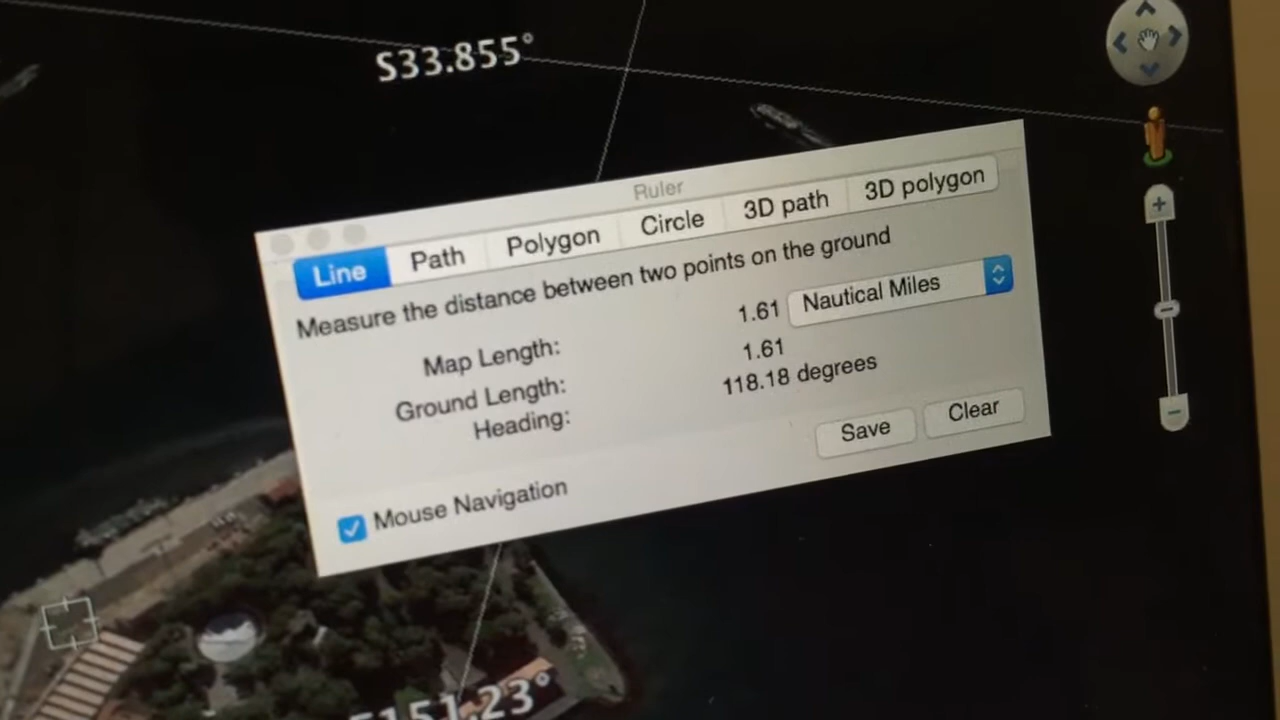 S33.855°
Ruler
Line Path Polygon Circle 3D path 3D polygon
Measure the distance between two points on the ground
Map Length: 1.61 Nautical Miles
Ground Length: 1.61
Heading: 118.18 degrees
Save Clear
Mouse Navigation
E151.23°